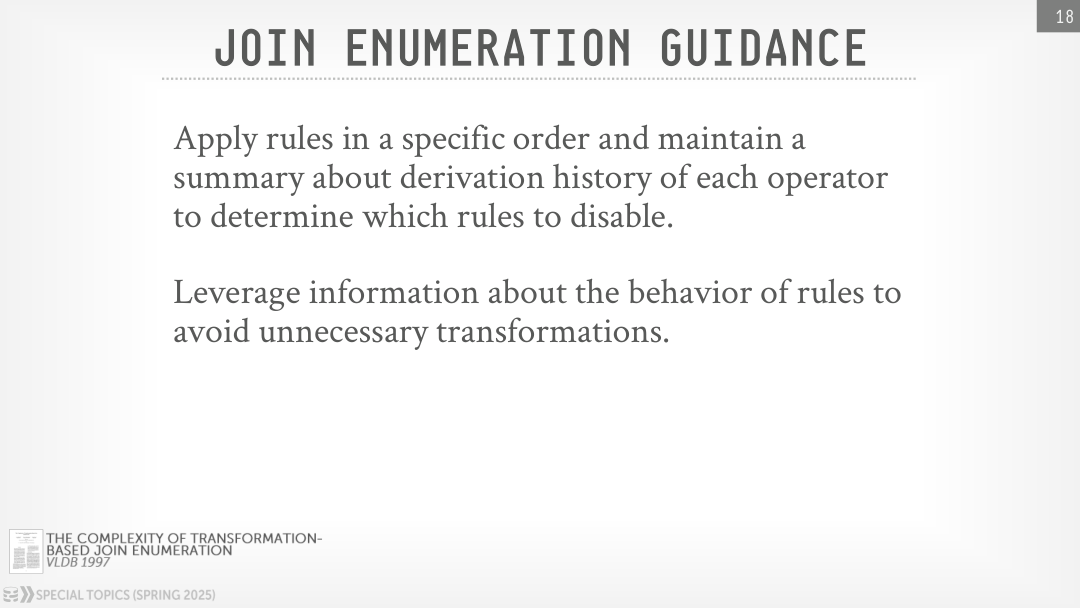 18
JOIN ENUMERATION GUIDANCE
Apply rules in a specific order and maintain a
summary about derivation history of each operator
to determine which rules to disable.
Leverage information about the behavior of rules to
avoid unnecessary transformations.
THE COMPLEXITY OF TRANSFORMATION-
BASED JOIN ENUMERATION
VLDB 1997
SPECIAL TOPICS (SPRING 2025)